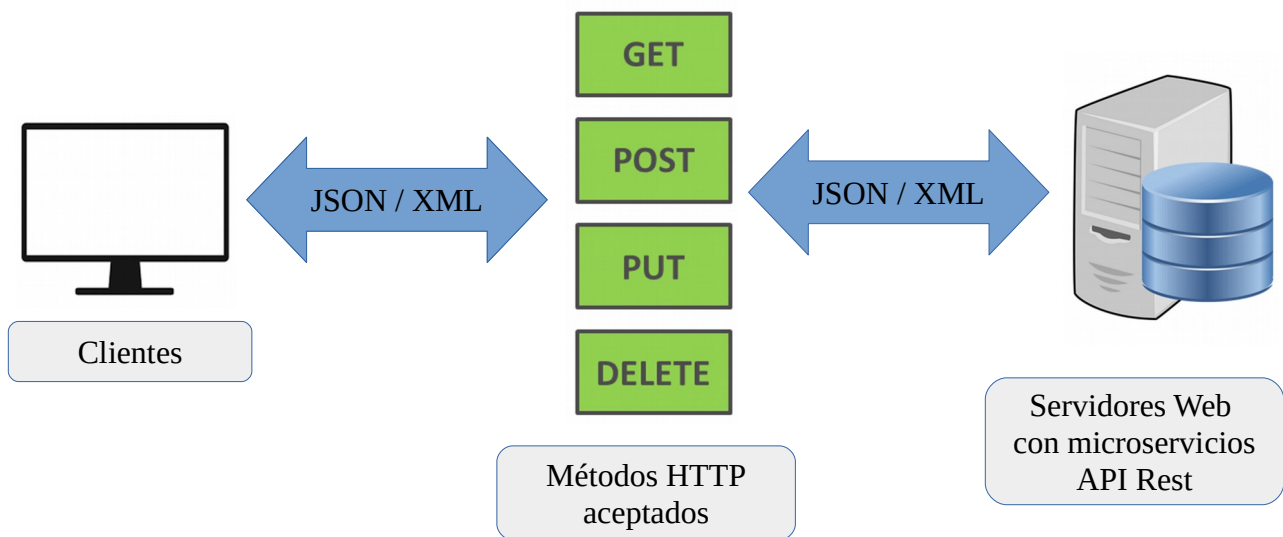 GET
POST
PUT
DELETE
JSON / XML
JSON / XML
Clientes
Métodos HTTP
aceptados
Servidores Web
con microservicios
API Rest